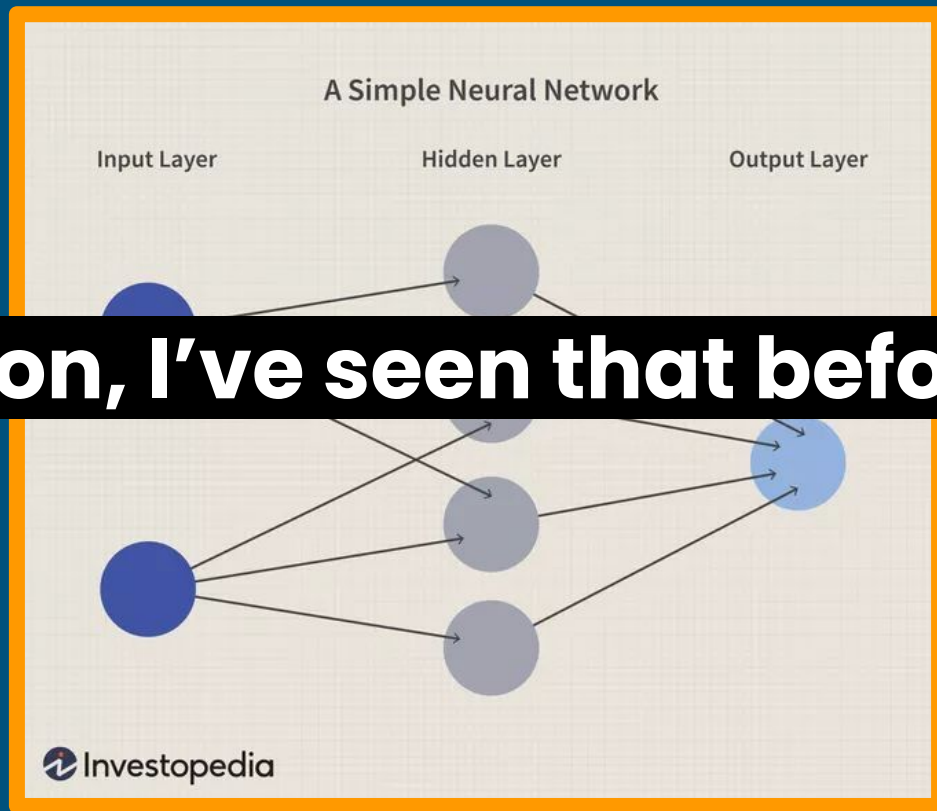 A Simple Neural Network
Input Layer Hidden Layer Output Layer
on, I’ve seen that befo
Investopedia